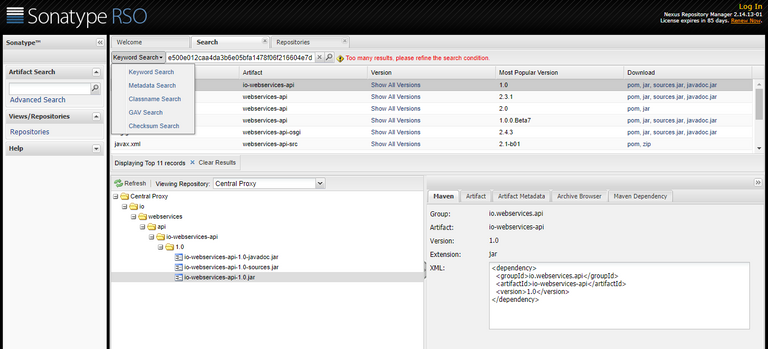 Sonatype RSO
Log In
Nexus Repository Manager 2.14.13-01
License expires in 85 days. Renew Now.
Sonatype™
Artifact Search
Advanced Search
Views/Repositories
Repositories
Help
Welcome
Search
Repositories
Keyword Search
e500e012caa4da3b6e05bfa1478f06f216604e7d
Too many results, please refine the search condition.
Keyword Search
Metadata Search
Classname Search
GAV Search
Checksum Search
Artifact
Version
Most Popular Version
Download
io-webservices-api
Show All Versions
1.0
pom, jar, sources.jar, javadoc.jar
webservices-api
Show All Versions
2.3.1
pom, jar, sources.jar, javadoc.jar
webservices-api
Show All Versions
2.0
pom, jar
webservices-api
Show All Versions
1.0.0.Beta7
pom, jar, sources.jar, javadoc.jar
webservices-api-osgi
Show All Versions
2.4.3
pom, jar, sources.jar, javadoc.jar
javax.xml
webservices-api-src
Show All Versions
2.1-b01
pom, zip
Displaying Top 11 records
Clear Results
Refresh
Viewing Repository:
Central Proxy
Central Proxy
io
webservices
api
io-webservices-api
1.0
io-webservices-api-1.0-javadoc.jar
io-webservices-api-1.0-sources.jar
io-webservices-api-1.0.jar
Maven
Artifact
Artifact Metadata
Archive Browser
Maven Dependency
Group:
io.webservices.api
Artifact:
io-webservices-api
Version:
1.0
Extension:
jar
XML:
<dependency>
<groupId>io.webservices.api</groupId>
<artifactId>io-webservices-api</artifactId>
<version>1.0</version>
</dependency>